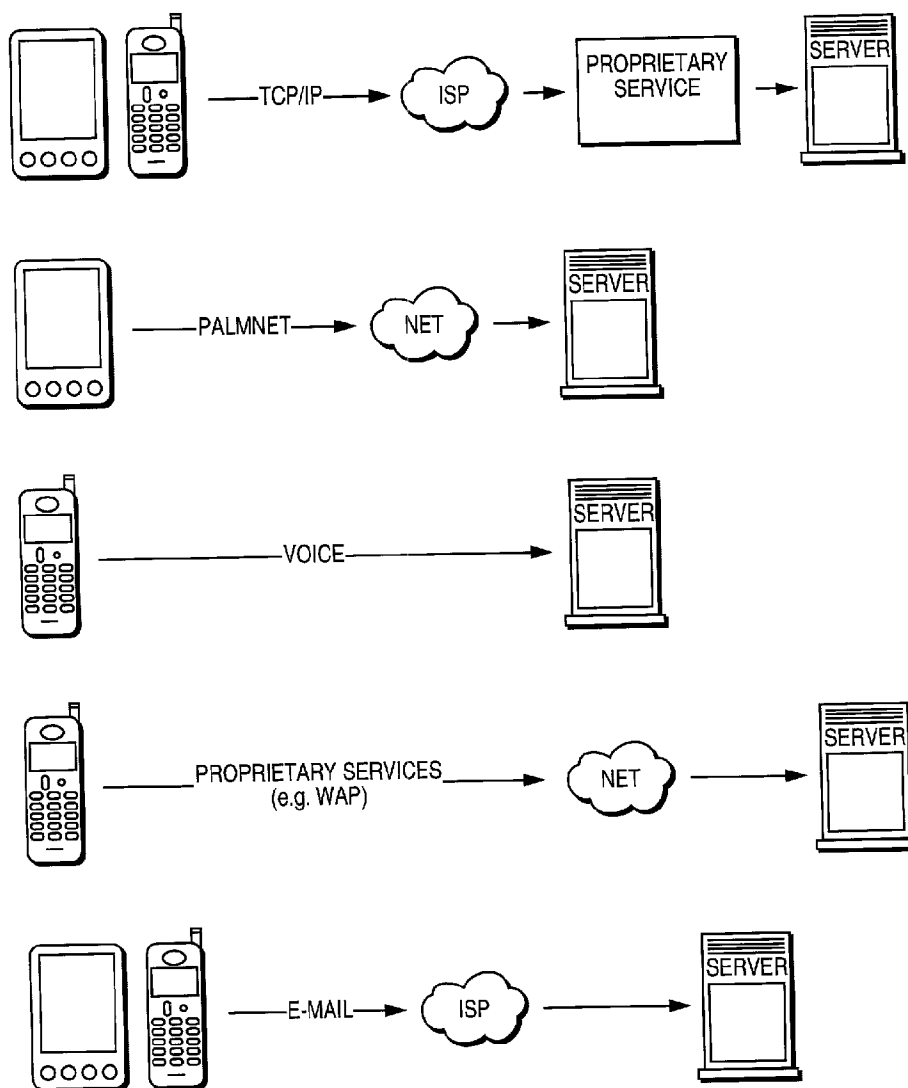 TCP/IP
ISP
PROPRIETARY
SERVICE
SERVER
PALMNET
NET
SERVER
VOICE
SERVER
PROPRIETARY SERVICES
(e.g. WAP)
NET
SERVER
E-MAIL
ISP
SERVER